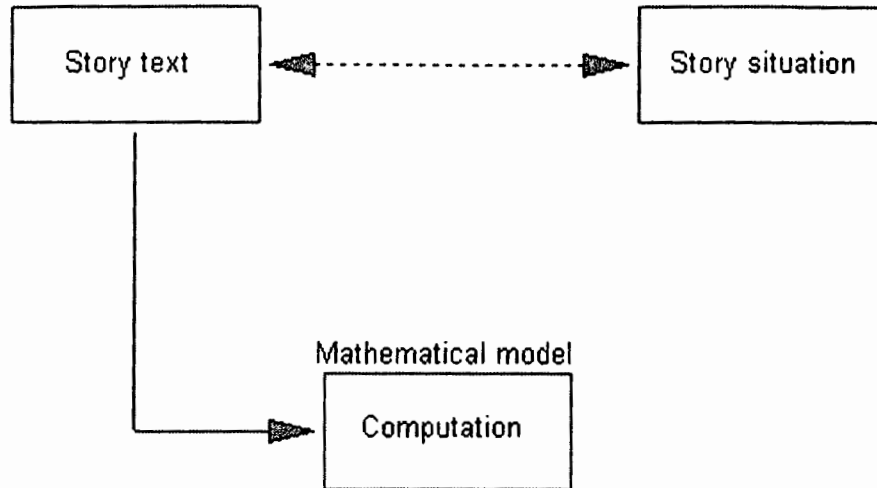 Story text
Story situation
Mathematical model
Computation